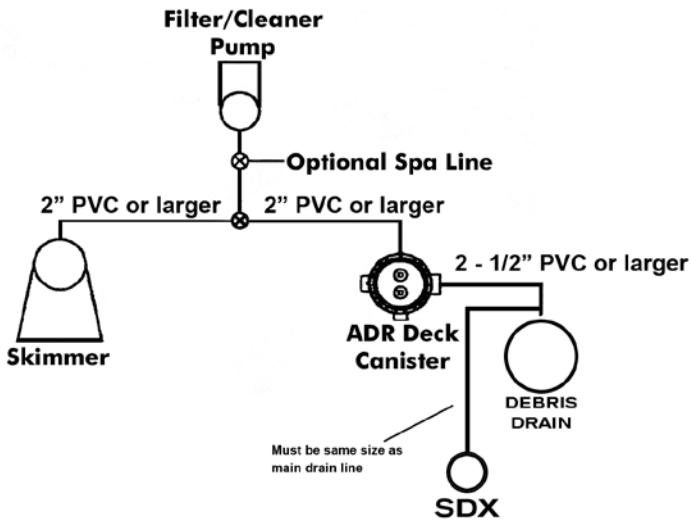 Filter/Cleaner
Pump
Optional Spa Line
2” PVC or larger
2” PVC or larger
2 - 1/2” PVC or larger
ADR Deck
Canister
Skimmer
DEBRIS
DRAIN
Must be same size as
main drain line
SDX